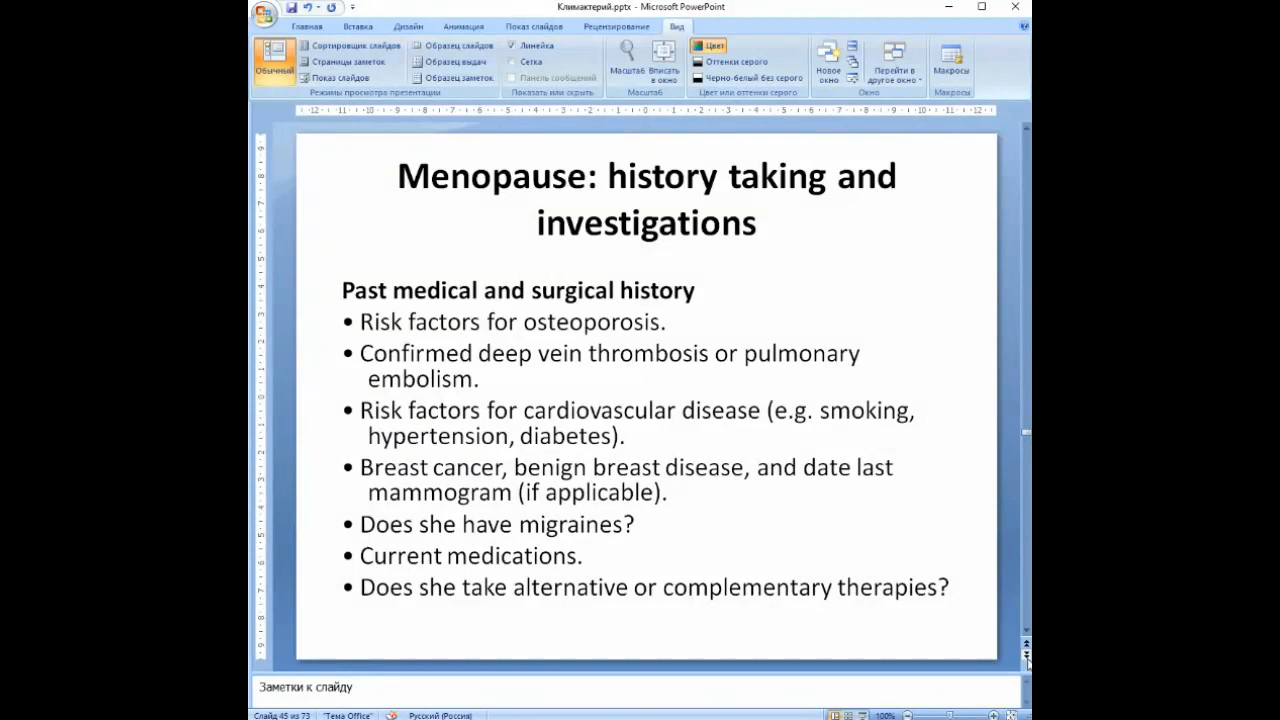 Климактерий.pptx - Microsoft PowerPoint
Главная Вставка Дизайн Анимация Показ слайдов Рецензирование Вид
Обычный
Сортировщик слайдов
Страницы заметок
Показ слайдов
Образец слайдов
Образец выдач
Образец заметок
Режимы просмотра презентации
Линейка
Сетка
Панель сообщений
Показать или скрыть
Масштаб
Вписать в окно
Масштаб
Цвет
Оттенки серого
Черно-белый без серого
Цвет или оттенки серого
Новое окно
Перейти в другое окно
Окно
Макросы
Макросы
Menopause: history taking and
investigations
Past medical and surgical history
• Risk factors for osteoporosis.
• Confirmed deep vein thrombosis or pulmonary
embolism.
• Risk factors for cardiovascular disease (e.g. smoking,
hypertension, diabetes).
• Breast cancer, benign breast disease, and date last
mammogram (if applicable).
• Does she have migraines?
• Current medications.
• Does she take alternative or complementary therapies?
Заметки к слайду
Слайд 45 из 73 "Тема Office" Русский (Россия) 100%